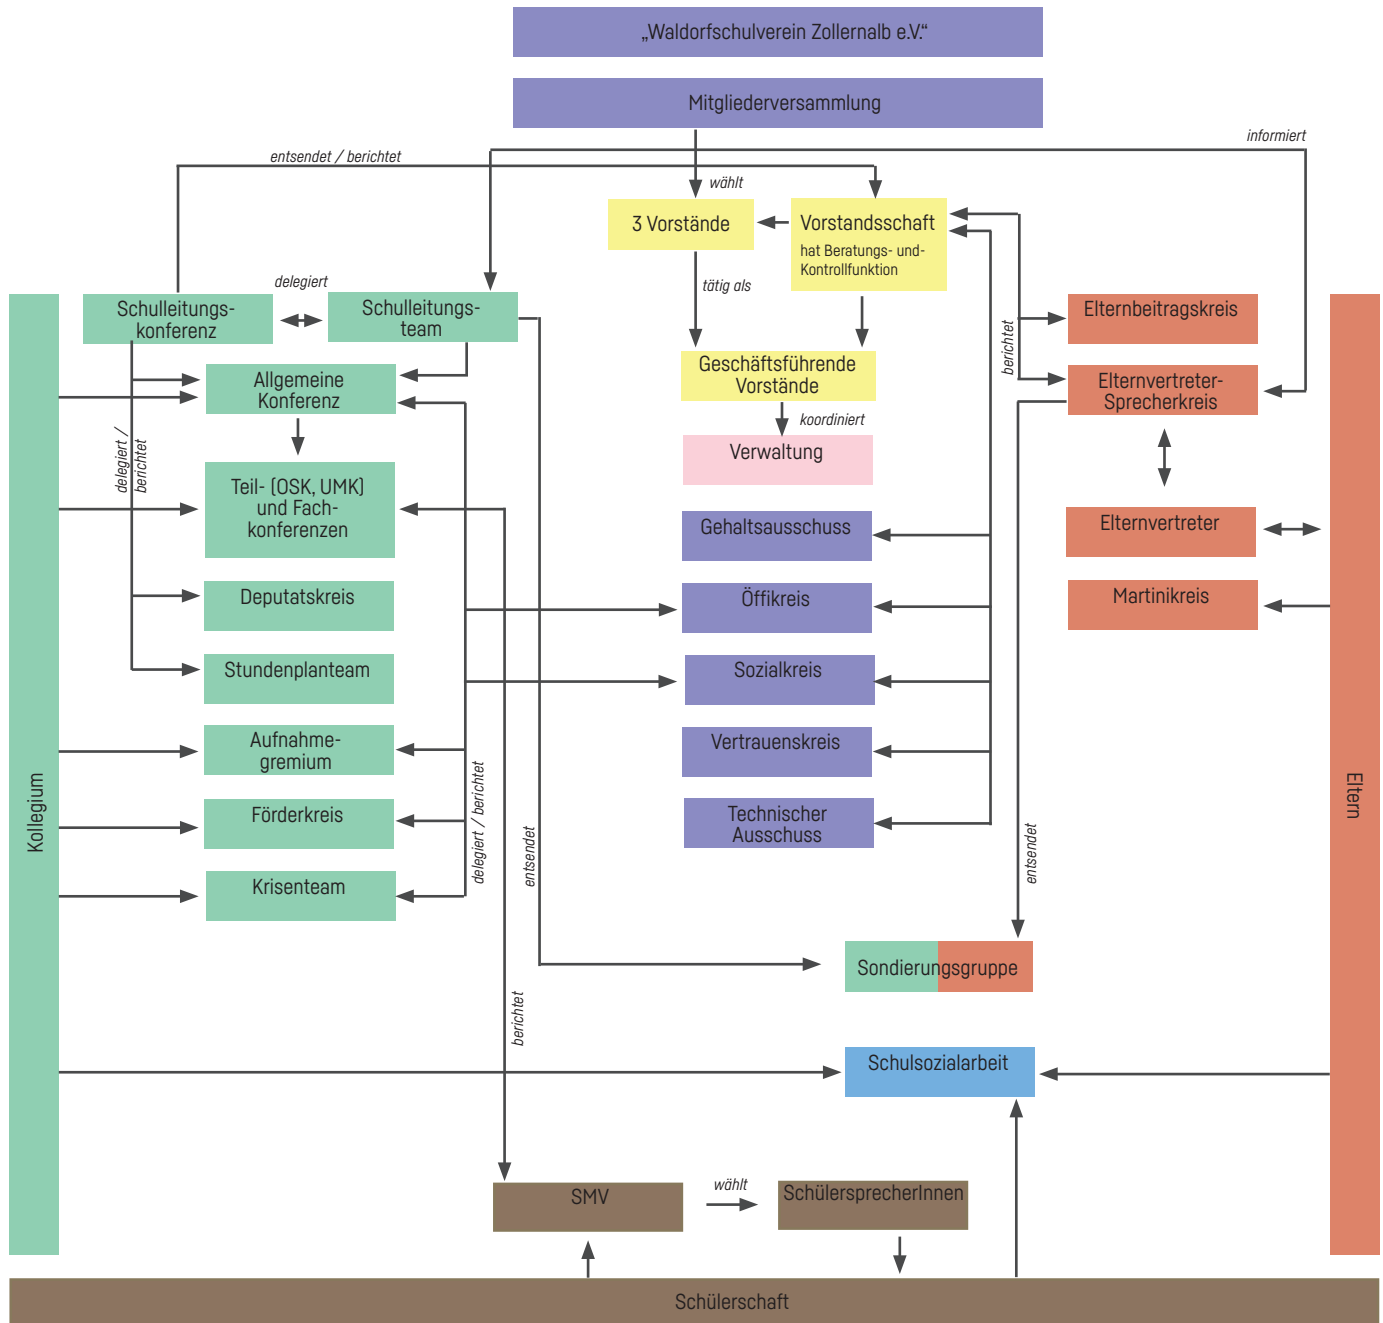 „Waldorfschulverein Zollernalb e.V.“
Mitgliederversammlung
informiert
entsendet / berichtet
wählt
3 Vorstände
Vorstandsschaft
hat Beratungs- und-
Kontrollfunktion
delegiert
tätig als
Schulleitungs-
konferenz
Schulleitungs-
team
Elternbeitragskreis
berichtet
Geschäftsführende
Vorstände
Allgemeine
Konferenz
Elternvertreter-
Sprecherkreis
koordiniert
Verwaltung
delegiert /
berichtet
Teil- (OSK, UMK)
und Fach-
konferenzen
Gehaltsausschuss
Elternvertreter
Deputatskreis
Öffikreis
Martinikreis
Stundenplanteam
Sozialkreis
Aufnahme-
gremium
Vertrauenskreis
Kollegium
Eltern
Förderkreis
delegiert / berichtet
entsendet
Technischer
Ausschuss
entsendet
Krisenteam
Sondierungsgruppe
berichtet
Schulsozialarbeit
SMV
wählt
SchülersprecherInnen
Schülerschaft